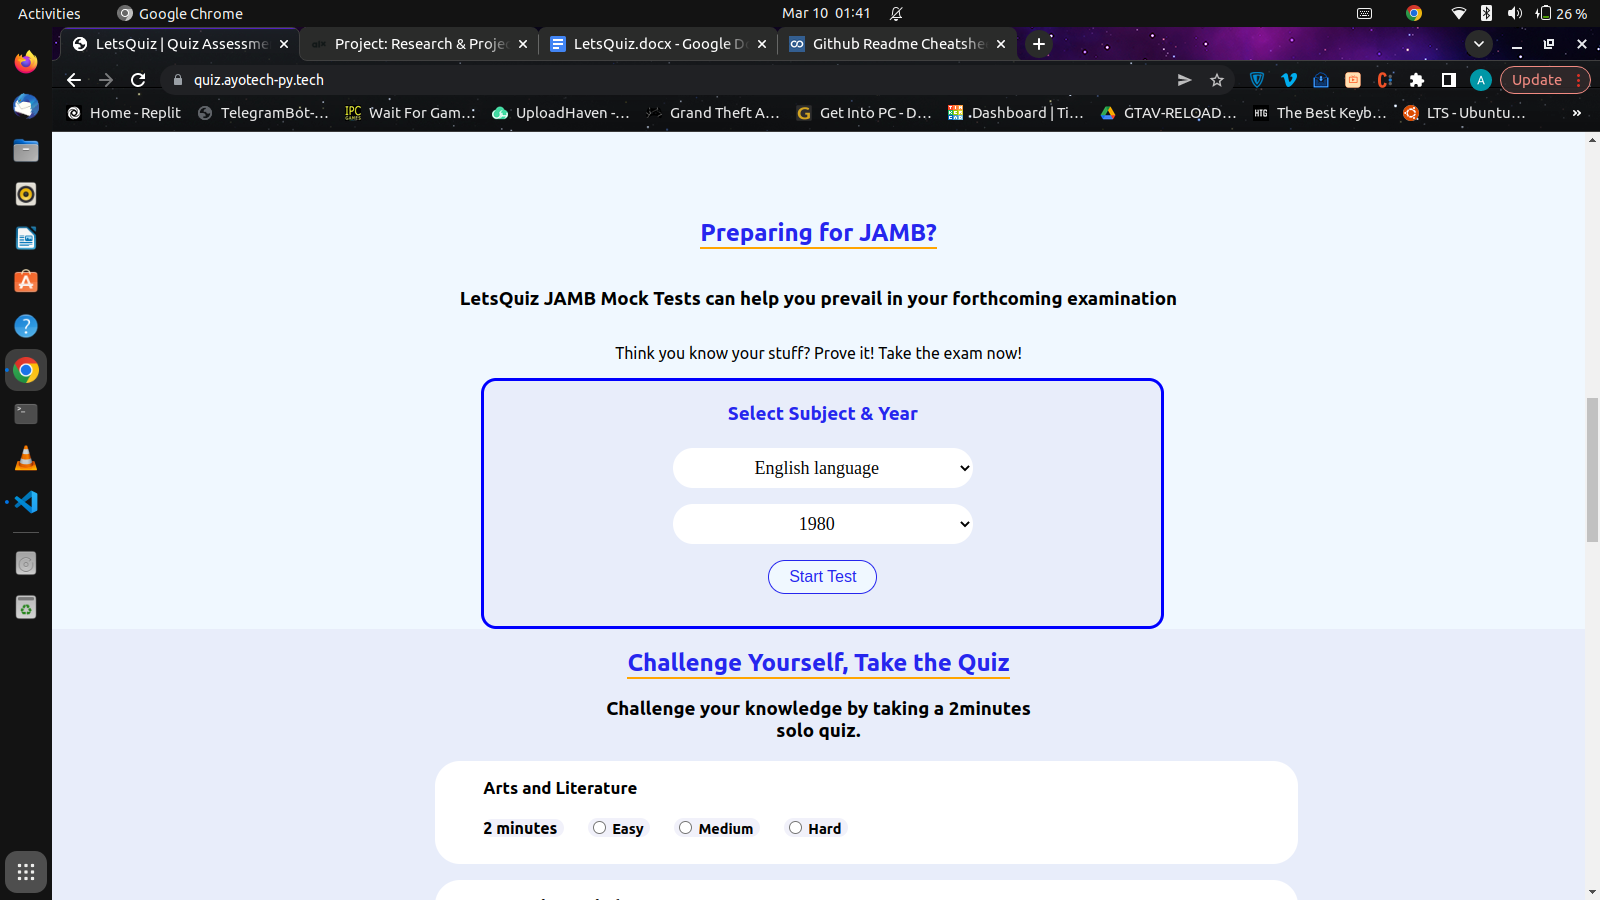 Activities
Google Chrome
Mar 10 01:41
26 %
LetsQuiz | Quiz Assessme
Project: Research & Projec
LetsQuiz.docx - Google D
Github Readme Cheatshe
quiz.ayotech-py.tech
A
Update
Home - Replit
TelegramBot-...
Wait For Gam...
UploadHaven -...
Grand Theft A...
Get Into PC - D...
Dashboard | Ti...
GTAV-RELOAD...
The Best Keyb...
LTS - Ubuntu...
»
Preparing for JAMB?
LetsQuiz JAMB Mock Tests can help you prevail in your forthcoming examination
Think you know your stuff? Prove it! Take the exam now!
Select Subject & Year
English language
1980
Start Test
Challenge Yourself, Take the Quiz
Challenge your knowledge by taking a 2minutes
solo quiz.
Arts and Literature
2 minutes
Easy
Medium
Hard